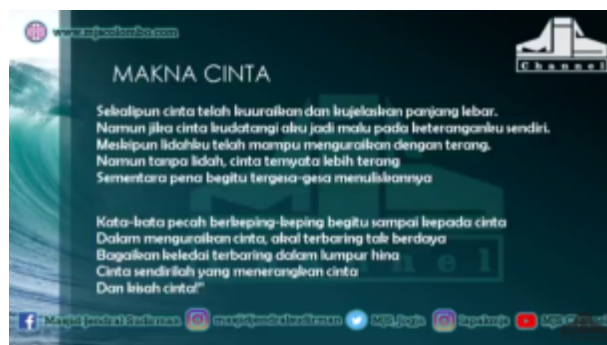 www.mjscolombo.com
Channel
MAKNA CINTA
Sekalipun cinta telah kuuraikan dan kujelaskan panjang lebar.
Namun jika cinta kudatangi aku jadi malu pada keteranganku sendiri.
Meskipun lidahku telah mampu menguraikan dengan terang.
Namun tanpa lidah, cinta ternyata lebih terang
Sementara pena begitu tergesa-gesa menuliskannya
Kata-kata pecah berkeping-keping begitu sampai kepada cinta
Dalam menguraikan cinta, akal terbaring tak berdaya
Bagaikan keledai terbaring dalam lumpur hina
Cinta sendirilah yang menerangkan cinta
Dan kisah cinta!"
Masjid Jendral Sudirman masjidjendralsudirman MJS_Jogja lapakmjs MJS Channel